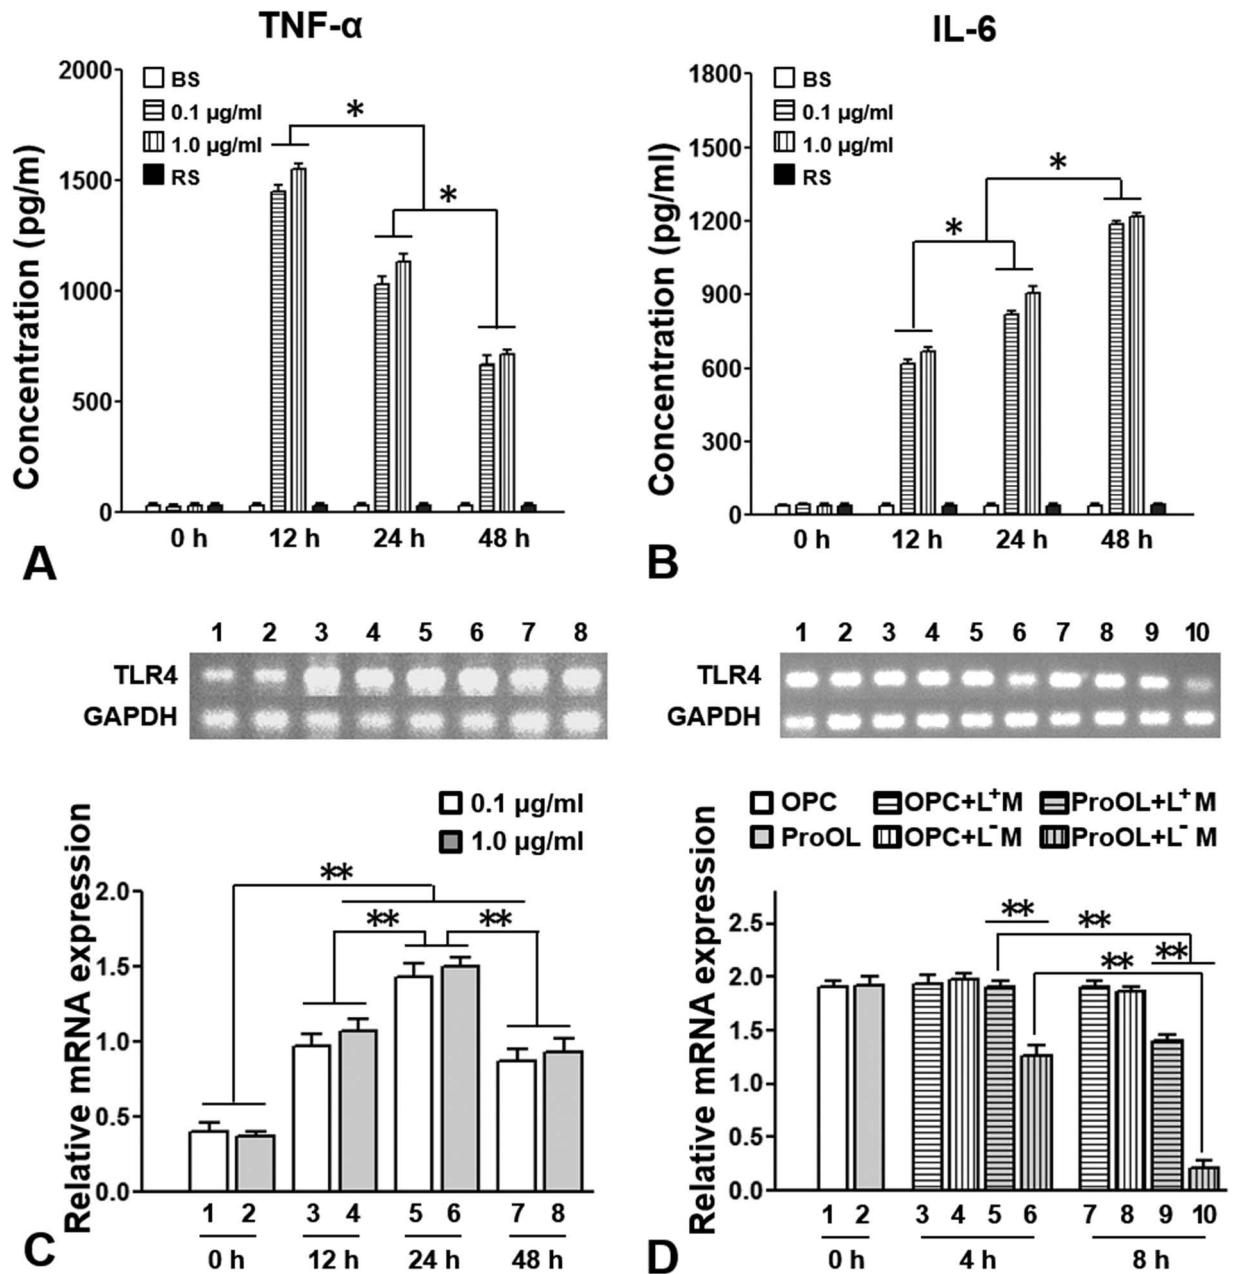 TNF-α
2000
1500
1000
500
0
Concentration (pg/m)
BS
0.1 μg/ml
1.0 μg/ml
RS
*
*
0 h 12 h 24 h 48 h
A
IL-6
1800
1500
1200
900
600
300
0
Concentration (pg/ml)
BS
0.1 μg/ml
1.0 μg/ml
RS
*
*
0 h 12 h 24 h 48 h
B
1 2 3 4 5 6 7 8
TLR4
GAPDH
0.1 μg/ml
1.0 μg/ml
Relative mRNA expression
2.0
1.5
1.0
0.5
0.0
**
** **
1 2 3 4 5 6 7 8
0 h 12 h 24 h 48 h
C
1 2 3 4 5 6 7 8 9 10
TLR4
GAPDH
OPC OPC+L⁺M ProOL+L⁺M
ProOL OPC+L⁻M ProOL+L⁻M
Relative mRNA expression
2.5
2.0
1.5
1.0
0.5
0.0
** **
** **
1 2 3 4 5 6 7 8 9 10
0 h 4 h 8 h
D